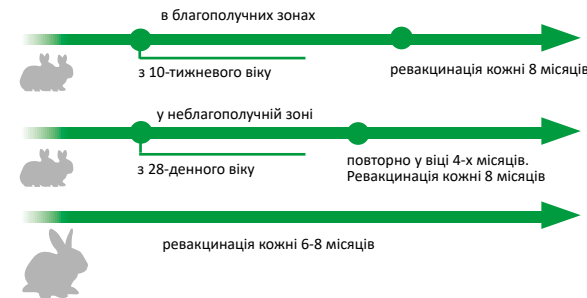 в благополучних зонах
з 10-тижневого віку
ревакцинація кожні 8 місяців
у неблагополучній зоні
з 28-денного віку
повторно у віці 4-х місяців.
Ревакцинація кожні 8 місяців
ревакцинація кожні 6-8 місяців